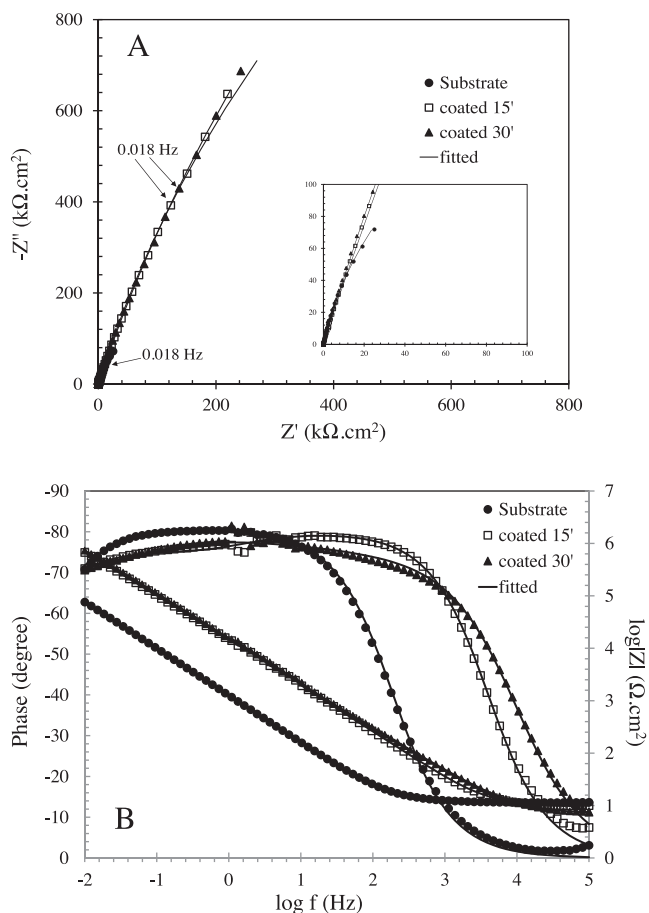 A
800
600
400
200
0
-Z'' (kΩ.cm²)
0.018 Hz
0.018 Hz
● Substrate
□ coated 15'
▲ coated 30'
— fitted
100
80
60
40
20
0
0 20 40 60 80 100
0 200 400 600 800
Z' (kΩ.cm²)
B
-90
-80
-70
-60
-50
-40
-30
-20
-10
0
Phase (degree)
● Substrate
□ coated 15'
▲ coated 30'
— fitted
7
6
5
4
3
2
1
0
log|Z| (Ω.cm²)
-2 -1 0 1 2 3 4 5
log f (Hz)